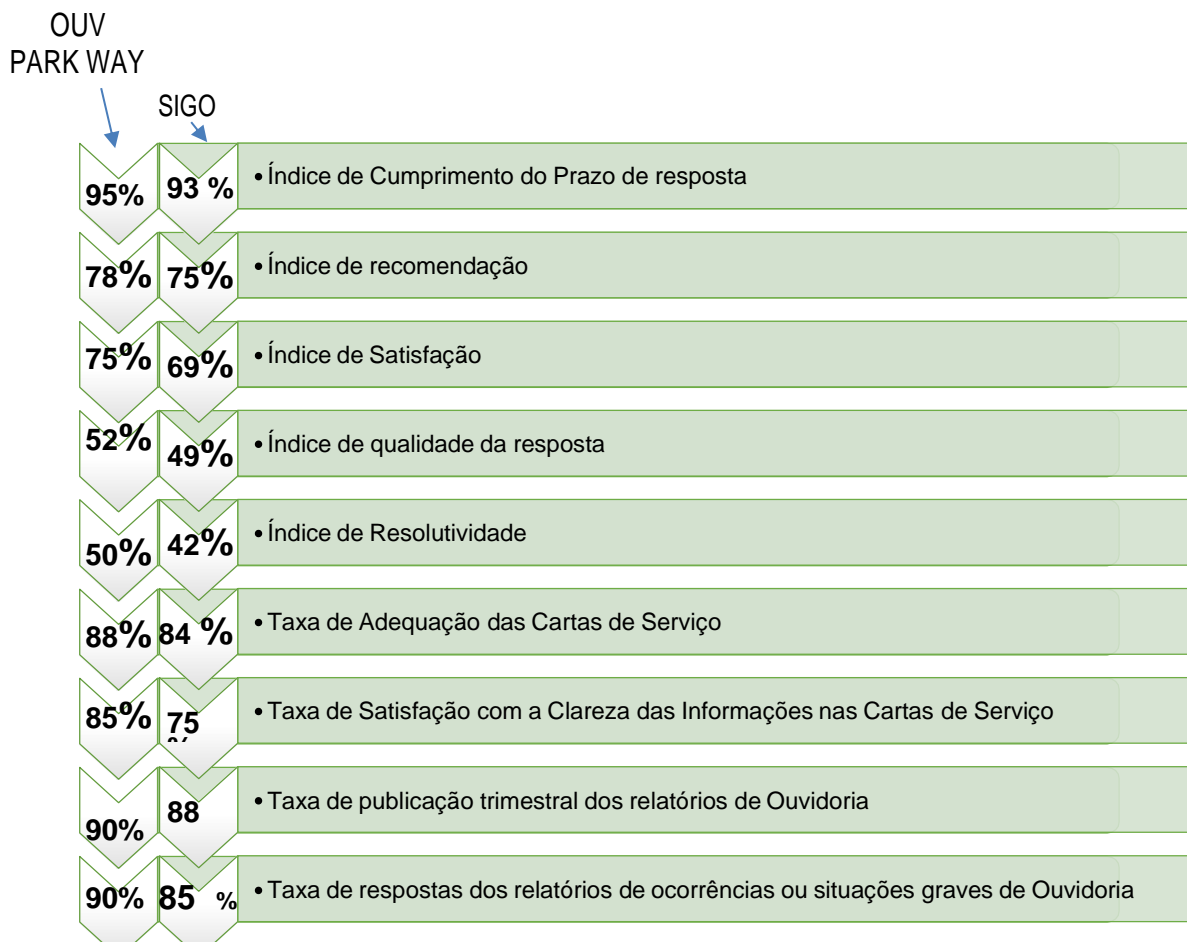 OUV
PARK WAY
SIGO
95% 93 % • Índice de Cumprimento do Prazo de resposta
78% 75% • Índice de recomendação
75% 69% • Índice de Satisfação
52% 49% • Índice de qualidade da resposta
50% 42% • Índice de Resolutividade
88% 84 % • Taxa de Adequação das Cartas de Serviço
85% 75 • Taxa de Satisfação com a Clareza das Informações nas Cartas de Serviço
%
90% 88 • Taxa de publicação trimestral dos relatórios de Ouvidoria
90% 85 % • Taxa de respostas dos relatórios de ocorrências ou situações graves de Ouvidoria